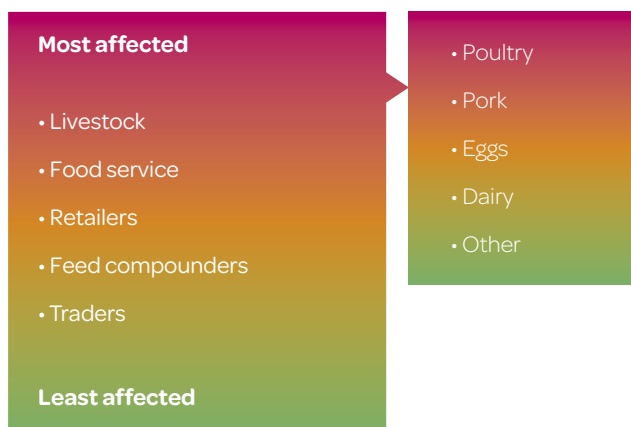 Most affected
• Livestock
• Food service
• Retailers
• Feed compounders
• Traders
Least affected
• Poultry
• Pork
• Eggs
• Dairy
• Other